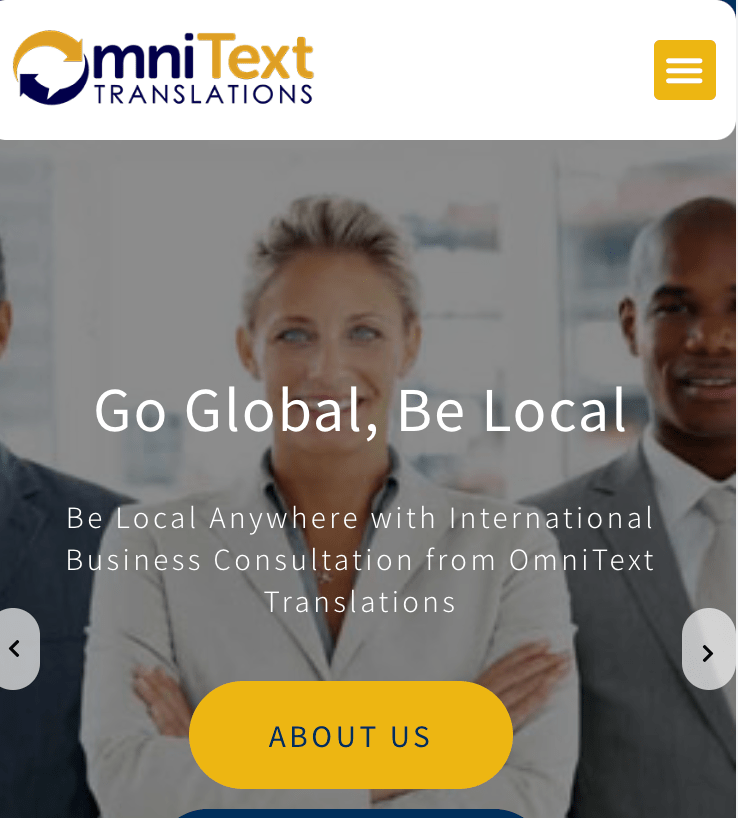 OmniText
TRANSLATIONS
Go Global, Be Local
Be Local Anywhere with International
Business Consultation from OmniText
Translations
ABOUT US